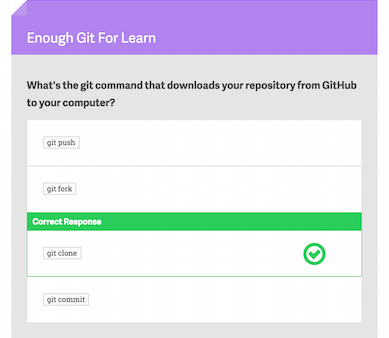 Enough Git For Learn
What's the git command that downloads your repository from GitHub
to your computer?
git push
git fork
Correct Response
git clone
git commit